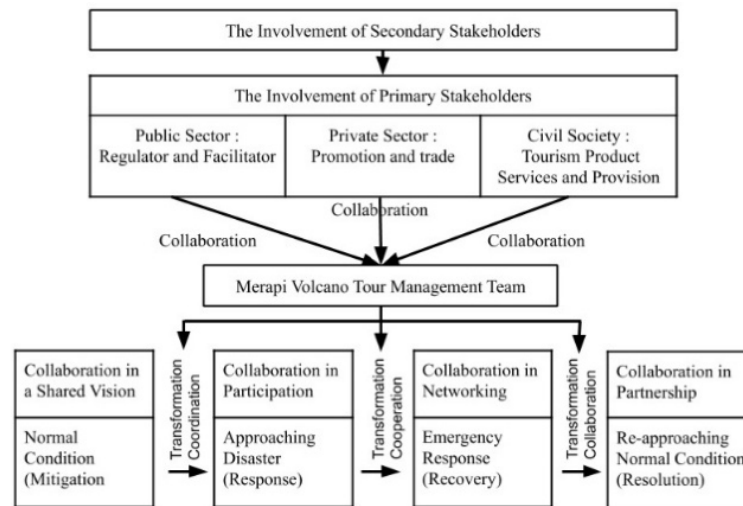 The Involvement of Secondary Stakeholders
The Involvement of Primary Stakeholders
Public Sector :
Regulator and Facilitator
Private Sector :
Promotion and trade
Civil Society :
Tourism Product
Services and Provision
Collaboration
Collaboration
Collaboration
Merapi Volcano Tour Management Team
Collaboration in
a Shared Vision
Normal
Condition
(Mitigation
Transformation
Coordination
Collaboration in
Participation
Approaching
Disaster
(Response)
Transformation
Cooperation
Collaboration in
Networking
Emergency
Response
(Recovery)
Transformation
Collaboration
Collaboration in
Partnership
Re-approaching
Normal Condition
(Resolution)